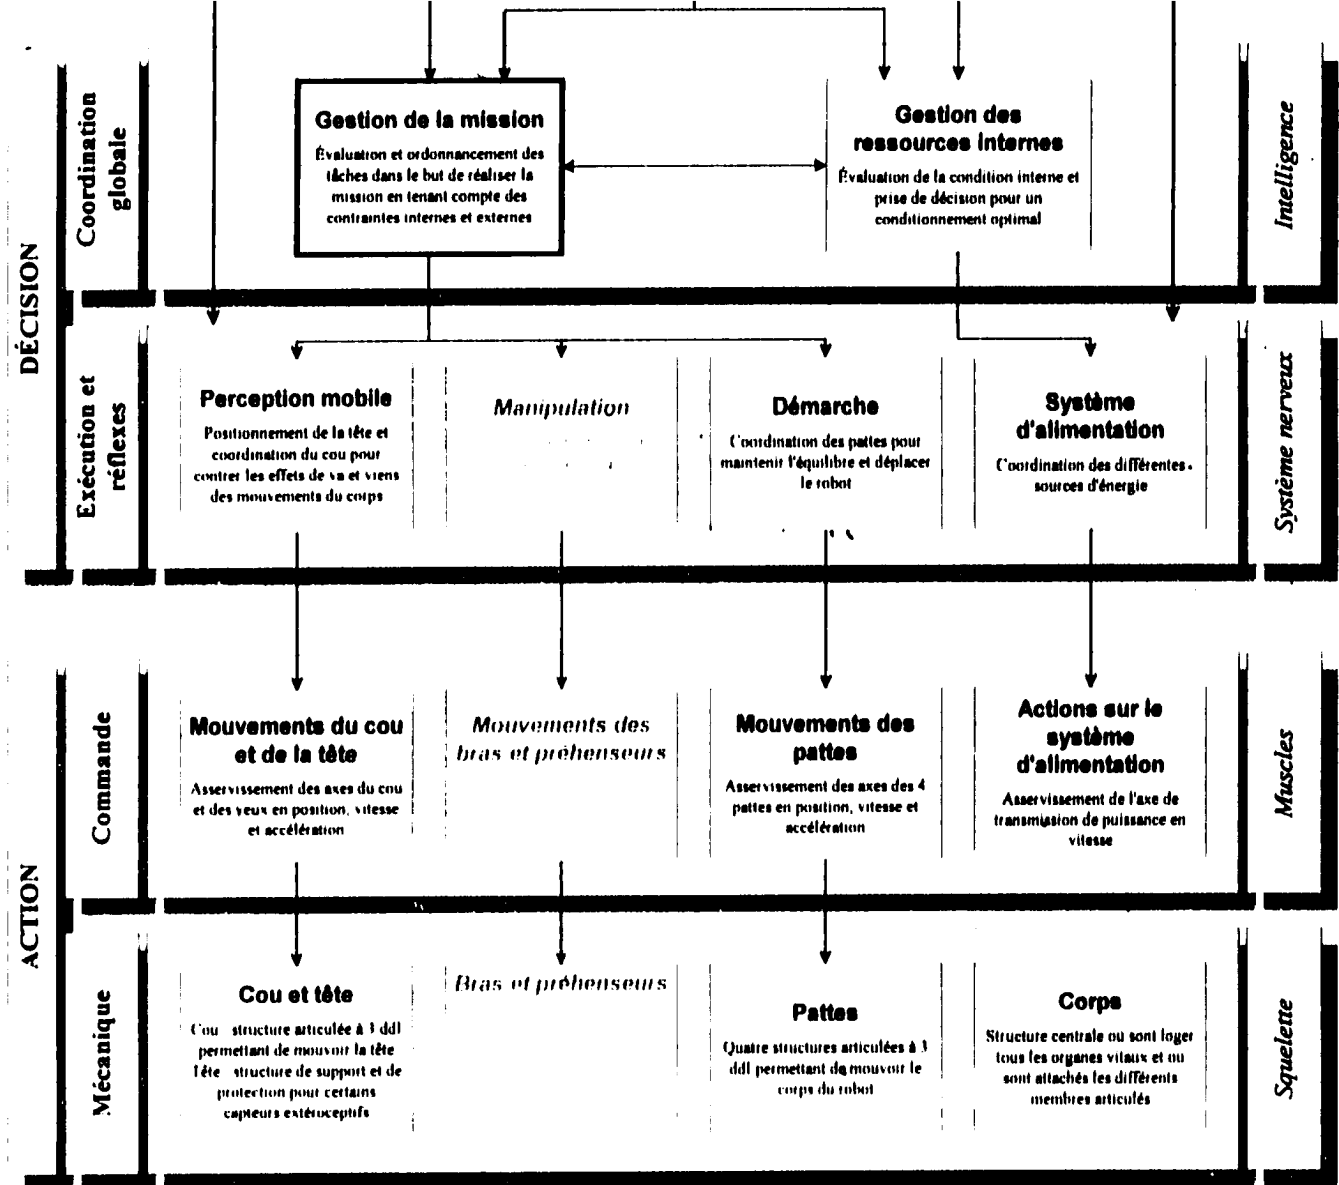 DÉCISION
Coordination
globale
Gestion de la mission
Évaluation et ordonnancement des
tâches dans le but de réaliser la
mission en tenant compte des
contraintes internes et externes
Gestion des
ressources internes
Évaluation de la condition interne et
prise de décision pour un
conditionnement optimal
Intelligence
Exécution et
réflexes
Perception mobile
Positionnement de la tête et
coordination du cou pour
contrer les effets de va et viens
des mouvements du corps
Manipulation
Démarche
Coordination des pattes pour
maintenir l'équilibre et déplacer
le robot
Système
d'alimentation
Coordination des différentes
sources d'énergie
Système nerveux
ACTION
Commande
Mouvements du cou
et de la tête
Asservissement des axes du cou
et des yeux en position, vitesse
et accélération
Mouvements des
bras et préhenseurs
Mouvements des
pattes
Asservissement des axes des 4
pattes en position, vitesse et
accélération
Actions sur le
système
d'alimentation
Asservissement de l'axe de
transmission de puissance en
vitesse
Muscles
Mécanique
Cou et tête
Cou structure articulée à 3 ddl
permettant de mouvoir la tête
Tête structure de support et de
protection pour certains
capteurs extéroceptifs
Bras et préhenseurs
Pattes
Quatre structures articulées à 3
ddl permettant de mouvoir le
corps du robot
Corps
Structure centrale ou sont loger
tous les organes vitaux et ou
sont attachés les différents
membres articulés
Squelette